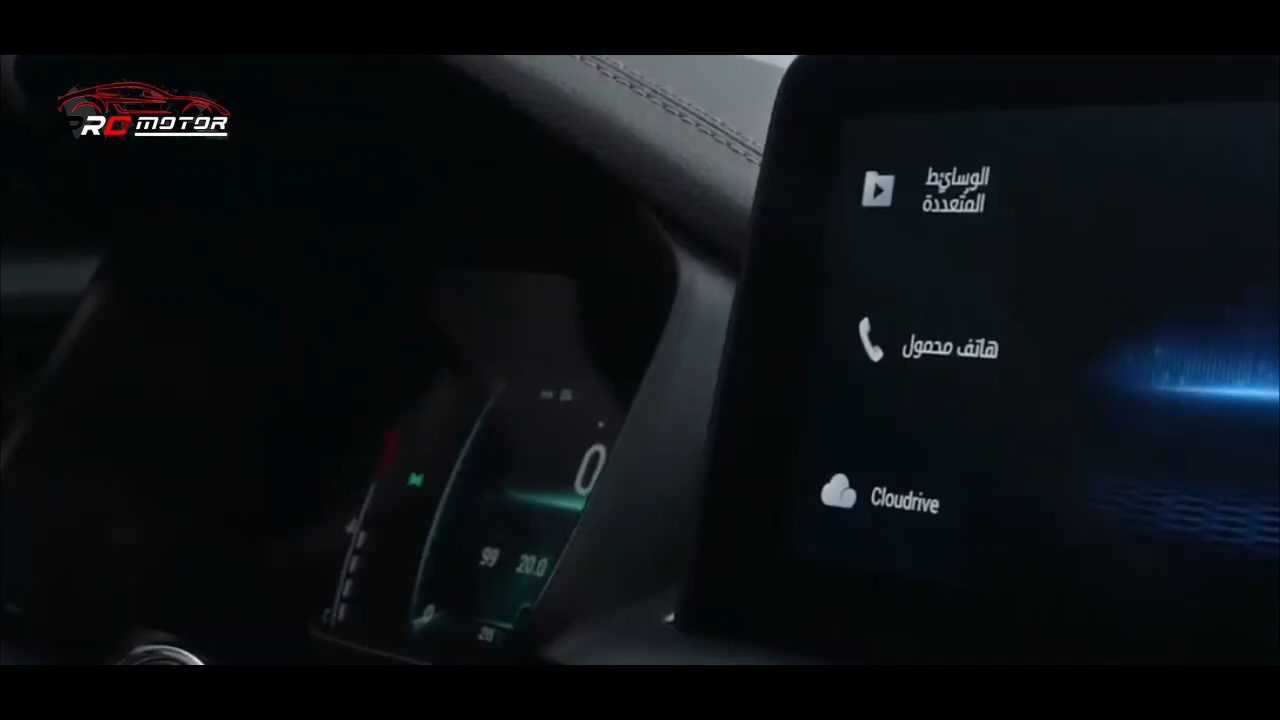 PRO MOTOR
الوسائط
المتعددة
هاتف محمول
Cloudrive
0
99 20.0